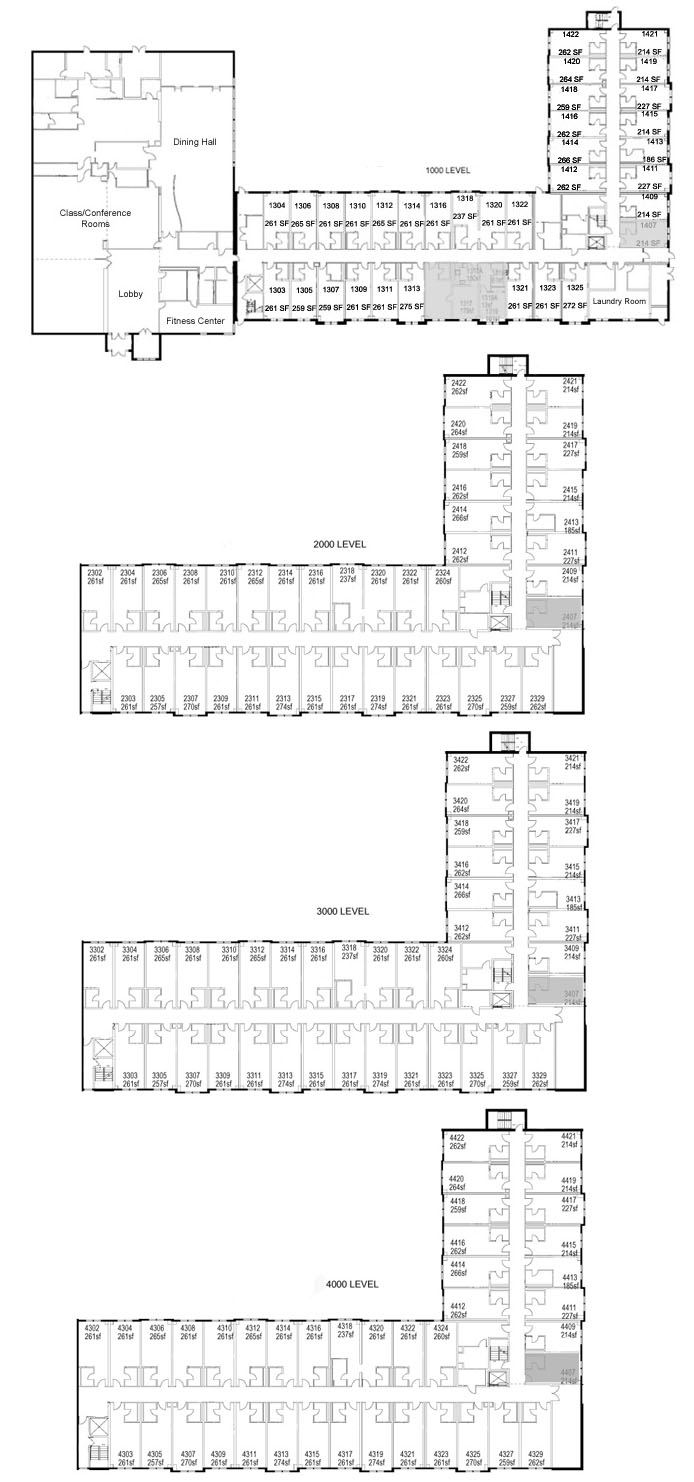 1422
262 SF
1421
214 SF
1420
264 SF
1419
214 SF
1418
259 SF
1417
227 SF
1416
262 SF
1415
214 SF
1414
266 SF
1413
186 SF
1412
262 SF
1411
227 SF
1409
214 SF
1407
214 SF
Dining Hall
1000 LEVEL
Class/Conference
Rooms
Lobby
Fitness Center
1304 1306 1308 1310 1312 1314 1316 1318 1320 1322
261 SF 265 SF 261 SF 261 SF 265 SF 261 SF 261 SF 237 SF 261 SF 261 SF
1303 1305 1307 1309 1311 1313 1321 1323 1325
261 SF 259 SF 259 SF 261 SF 261 SF 275 SF 261 SF 261 SF 272 SF
Laundry Room
2422
262sf
2421
214sf
2420
264sf
2419
214sf
2418
259sf
2417
227sf
2416
262sf
2415
214sf
2414
266sf
2413
185sf
2412
262sf
2411
227sf
2409
214sf
2407
214sf
2000 LEVEL
2302 2304 2306 2308 2310 2312 2314 2316 2318 2320 2322 2324
261sf 261sf 265sf 261sf 261sf 265sf 261sf 261sf 237sf 261sf 261sf 260sf
2303 2305 2307 2309 2311 2313 2315 2317 2319 2321 2323 2325 2327 2329
261sf 257sf 270sf 261sf 261sf 274sf 261sf 261sf 274sf 261sf 261sf 270sf 259sf 262sf
3422
262sf
3421
214sf
3420
264sf
3419
214sf
3418
259sf
3417
227sf
3416
262sf
3415
214sf
3414
266sf
3413
185sf
3412
262sf
3411
227sf
3409
214sf
3407
214sf
3000 LEVEL
3302 3304 3306 3308 3310 3312 3314 3316 3318 3320 3322 3324
261sf 261sf 265sf 261sf 261sf 265sf 261sf 261sf 237sf 261sf 261sf 260sf
3303 3305 3307 3309 3311 3313 3315 3317 3319 3321 3323 3325 3327 3329
261sf 257sf 270sf 261sf 261sf 274sf 261sf 261sf 274sf 261sf 261sf 270sf 259sf 262sf
4422
262sf
4421
214sf
4420
264sf
4419
214sf
4418
259sf
4417
227sf
4416
262sf
4415
214sf
4414
266sf
4413
185sf
4412
262sf
4411
227sf
4409
214sf
4407
214sf
4000 LEVEL
4302 4304 4306 4308 4310 4312 4314 4316 4318 4320 4322 4324
261sf 261sf 265sf 261sf 261sf 265sf 261sf 261sf 237sf 261sf 261sf 260sf
4303 4305 4307 4309 4311 4313 4315 4317 4319 4321 4323 4325 4327 4329
261sf 257sf 270sf 261sf 261sf 274sf 261sf 261sf 274sf 261sf 261sf 270sf 259sf 262sf